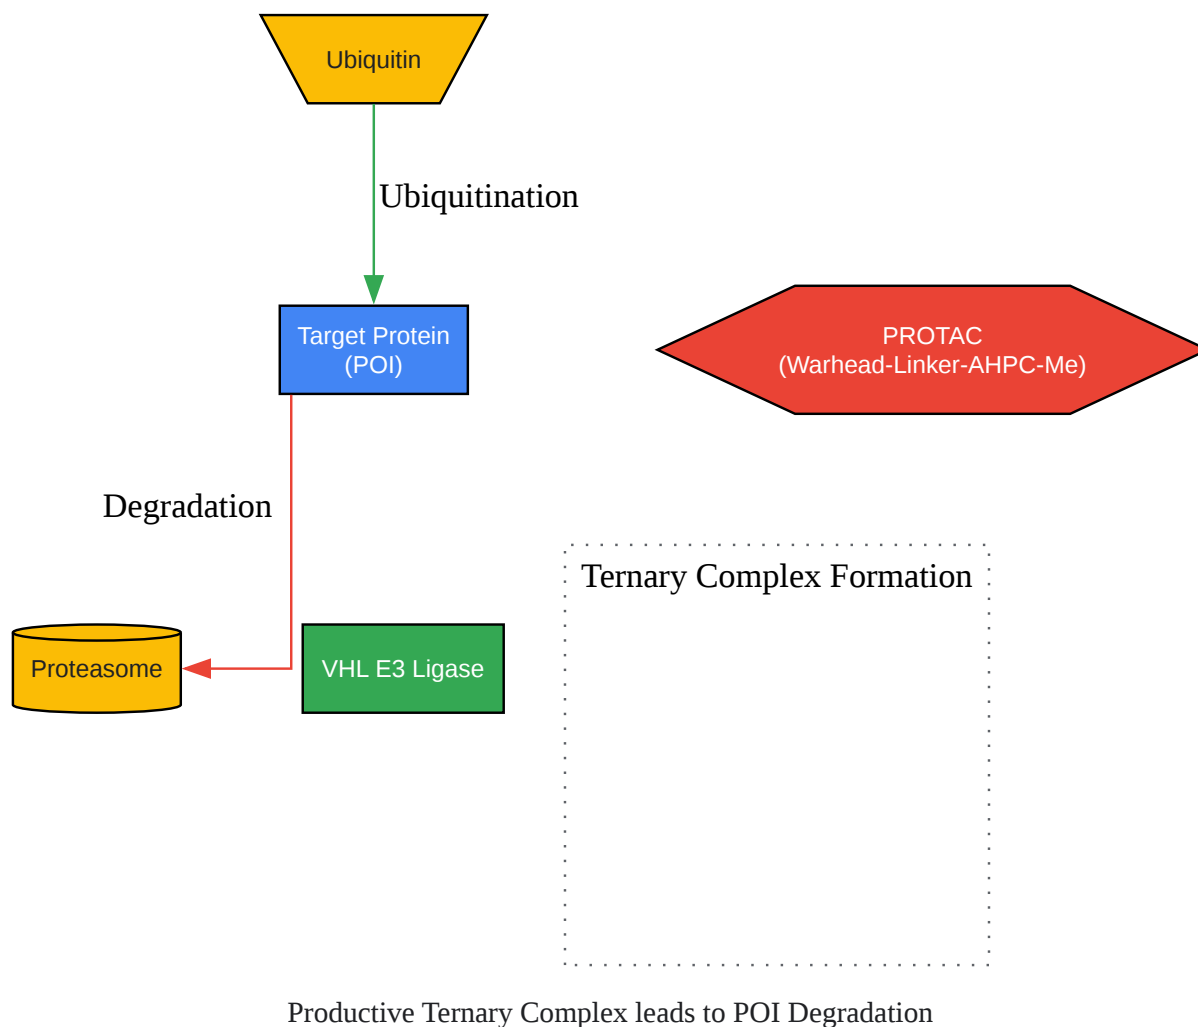 Ubiquitin
Ubiquitination
Target Protein
(POI)
PROTAC
(Warhead-Linker-AHPC-Me)
Degradation
Ternary Complex Formation
Proteasome
VHL E3 Ligase
Productive Ternary Complex leads to POI Degradation